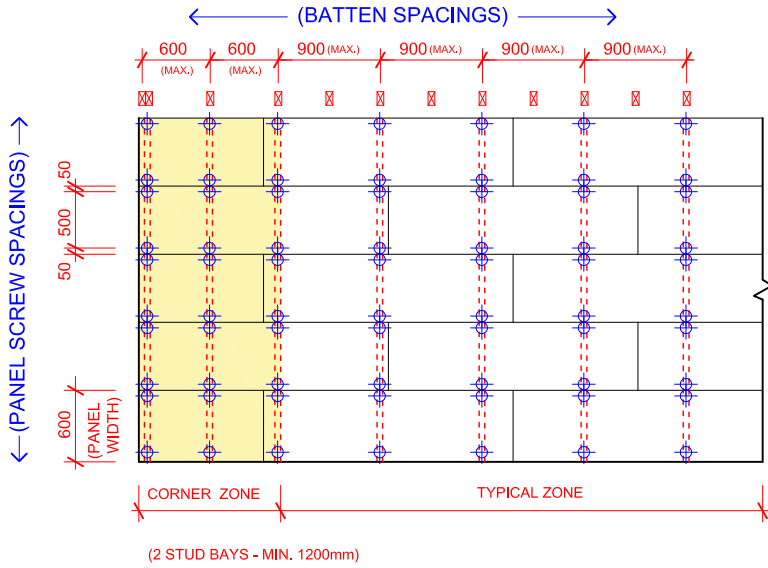 (BATTEN SPACINGS)
600 600 900 (MAX.) 900 (MAX.) 900 (MAX.) 900 (MAX.)
(MAX.) (MAX.)
(PANEL SCREW SPACINGS)
50
500
50
600
(PANEL
WIDTH)
CORNER ZONE
TYPICAL ZONE
(2 STUD BAYS - MIN. 1200mm)